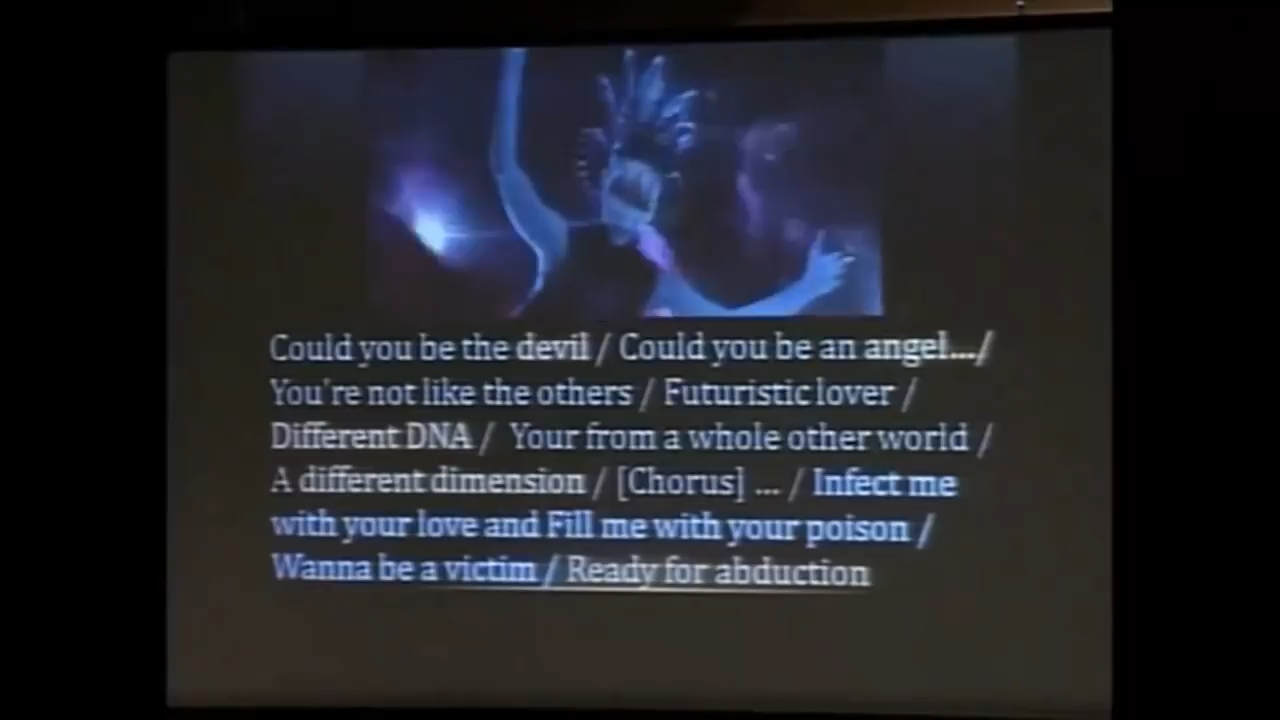 Could you be the devil / Could you be an angel.../
You're not like the others / Futuristic lover /
Different DNA / Your from a whole other world /
A different dimension / [Chorus] ... / Infect me
with your love and Fill me with your poison /
Wanna be a victim / Ready for abduction